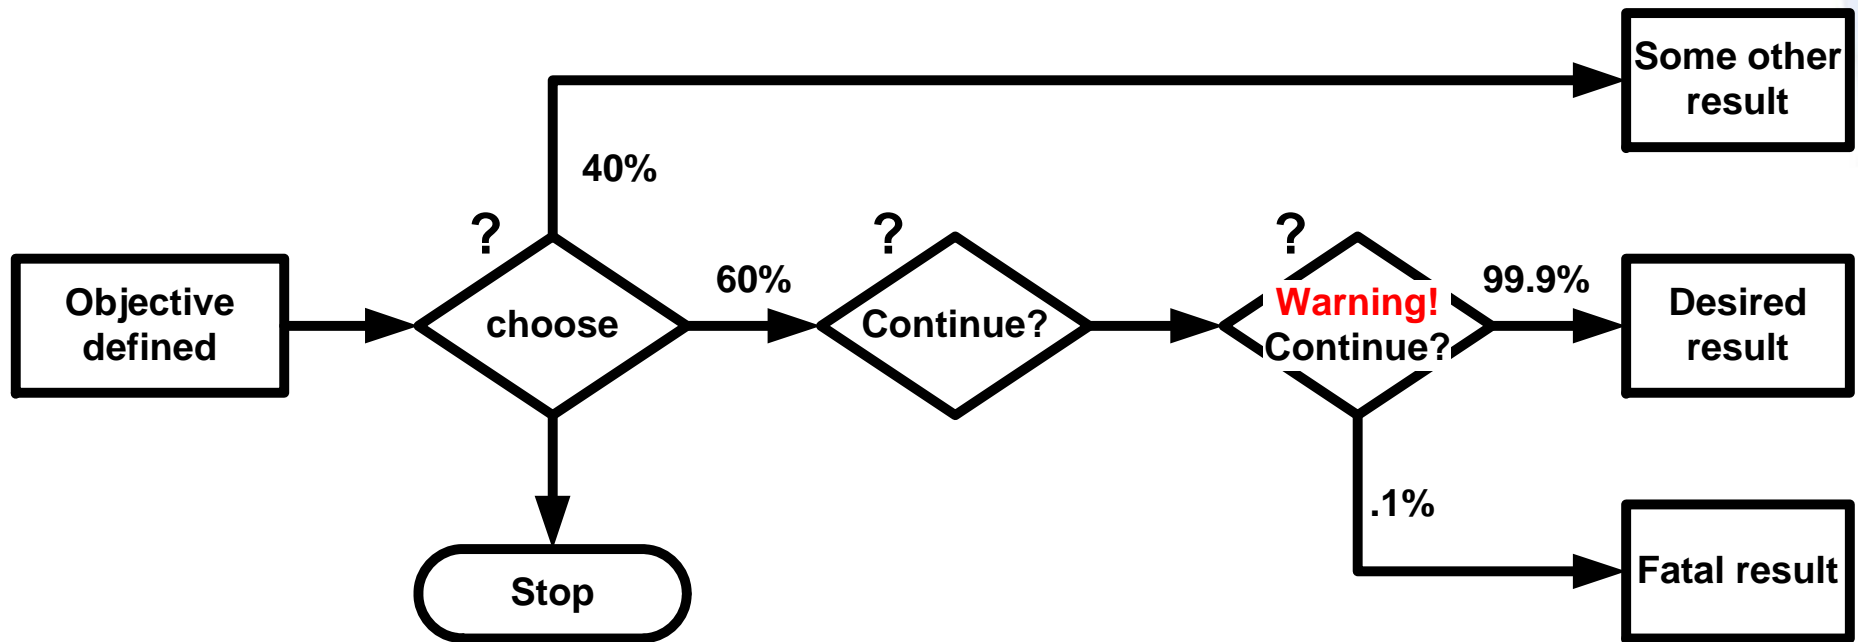 Some other
result
40%
?
?
?
Objective
defined
choose
60%
Continue?
Warning!
Continue?
99.9%
Desired
result
.1%
Stop
Fatal result